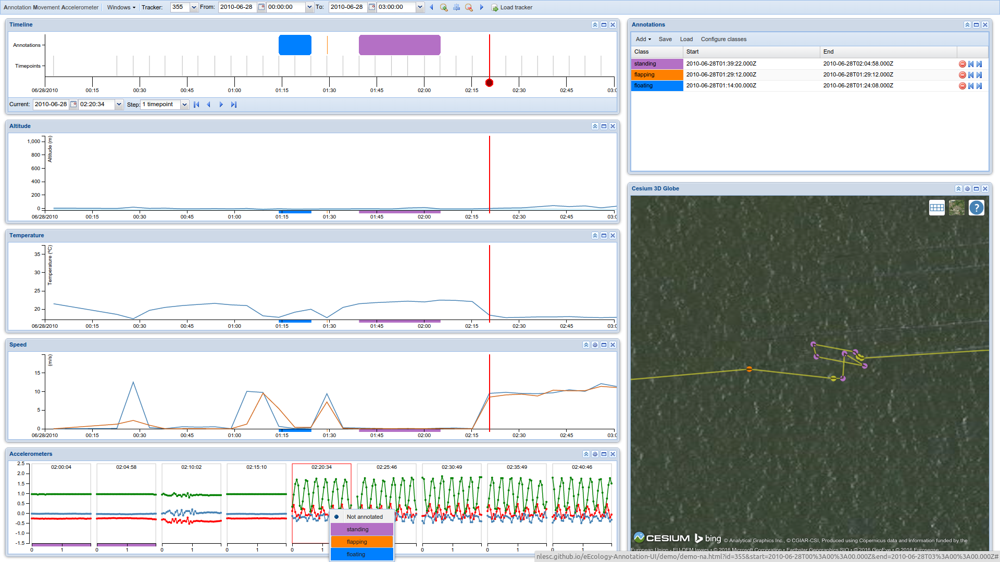 Annotation Movement Accelerometer Windows Tracker: 355 From: 2010-06-28 00:00:00 To: 2010-06-28 03:00:00 Load tracker
Timeline
Annotations
Timepoints
06/28/2010 00:15 00:30 00:45 01:00 01:15 01:30 01:45 02:00 02:15 02:30 02:45 03:0
Current: 2010-06-28 02:20:34 Step: 1 timepoint
Altitude
Altitude (m)
1,000
800
600
400
200
0
06/28/2010 00:15 00:30 00:45 01:00 01:15 01:30 01:45 02:00 02:15 02:30 02:45 03:0
Temperature
Temperature (°C)
35
30
25
20
06/28/2010 00:15 00:30 00:45 01:00 01:15 01:30 01:45 02:00 02:15 02:30 02:45 03:0
Speed
(m/s)
15
10
5
0
06/28/2010 00:15 00:30 00:45 01:00 01:15 01:30 01:45 02:00 02:15 02:30 02:45 03:0
Accelerometers
02:00:04 02:04:58 02:10:02 02:15:10 02:20:34 02:25:46 02:30:49 02:35:49 02:40:46
2.5
2.0
1.5
1.0
0.5
0.0
-0.5
-1.0
-1.5
0 1 0 1 0 1 0 1 0 1 0 1 0 1 0 1
Not annotated
standing
flapping
floating
Annotations
Add Save Load Configure classes
Class Start End
standing 2010-06-28T01:39:22.000Z 2010-06-28T02:04:58.000Z
flapping 2010-06-28T01:29:12.000Z 2010-06-28T01:29:12.000Z
floating 2010-06-28T01:14:00.000Z 2010-06-28T01:24:08.000Z
Cesium 3D Globe
?
CESIUM bing © Analytical Graphics Inc., © CGIAR-CSI, Produced using Copernicus data and information funded by the
European Union - EU-DEM layers • © 2016 Microsoft Corporation • Earthstar Geographics SIO • © 2016 GeoEye • © 2016 Eurosense
nlesc.github.io/eEcology-Annotation-UI/demo/demo-na.html?id=355&start=2010-06-28T00%3A00%3A00.000Z&end=2010-06-28T03%3A00%3A00.000Z#